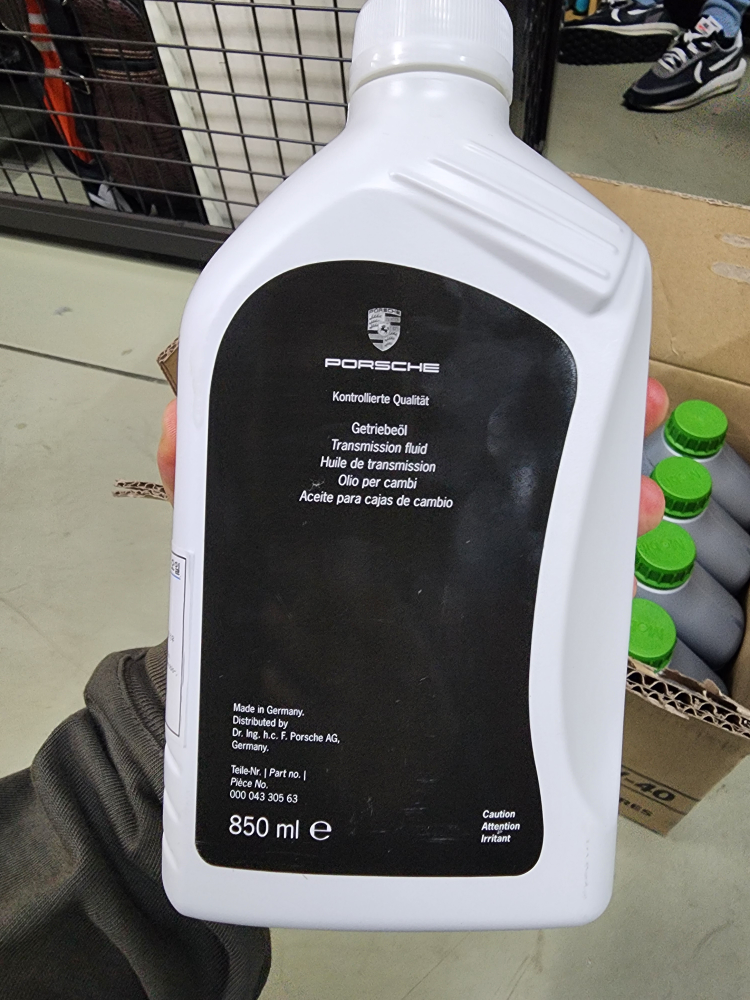 PORSCHE
PORSCHE
Kontrollierte Qualität
Getriebeöl
Transmission fluid
Huile de transmission
Olio per cambi
Aceite para cajas de cambio
Made in Germany.
Distributed by
Dr. Ing. h.c. F. Porsche AG,
Germany.
Teile-Nr. | Part no. |
Pièce No.
000 043 305 63
850 ml ℮
Caution
Attention
Irritant
-40